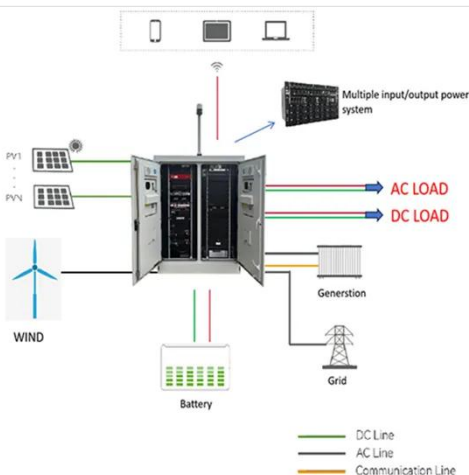 Multiple input/output power
system
PV1
PVN
AC LOAD
DC LOAD
WIND
Generstion
Battery
Grid
DC Line
AC Line
Communication Line